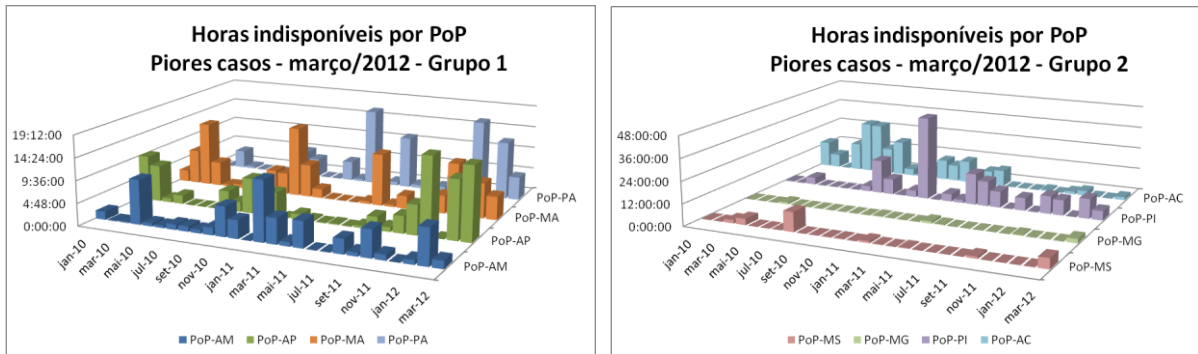 Horas indisponíveis por PoP
Piores casos - março/2012 - Grupo 1
19:12:00
14:24:00
9:36:00
4:48:00
0:00:00
jan-10
mar-10
mai-10
jul-10
set-10
nov-10
jan-11
mar-11
mai-11
jul-11
set-11
nov-11
jan-12
mar-12
PoP-PA
PoP-MA
PoP-AP
PoP-AM
PoP-AM PoP-AP PoP-MA PoP-PA
Horas indisponíveis por PoP
Piores casos - março/2012 - Grupo 2
48:00:00
36:00:00
24:00:00
12:00:00
0:00:00
jan-10
mar-10
mai-10
jul-10
set-10
nov-10
jan-11
mar-11
mai-11
jul-11
set-11
nov-11
jan-12
mar-12
PoP-AC
PoP-PI
PoP-MG
PoP-MS
PoP-MS PoP-MG PoP-PI PoP-AC